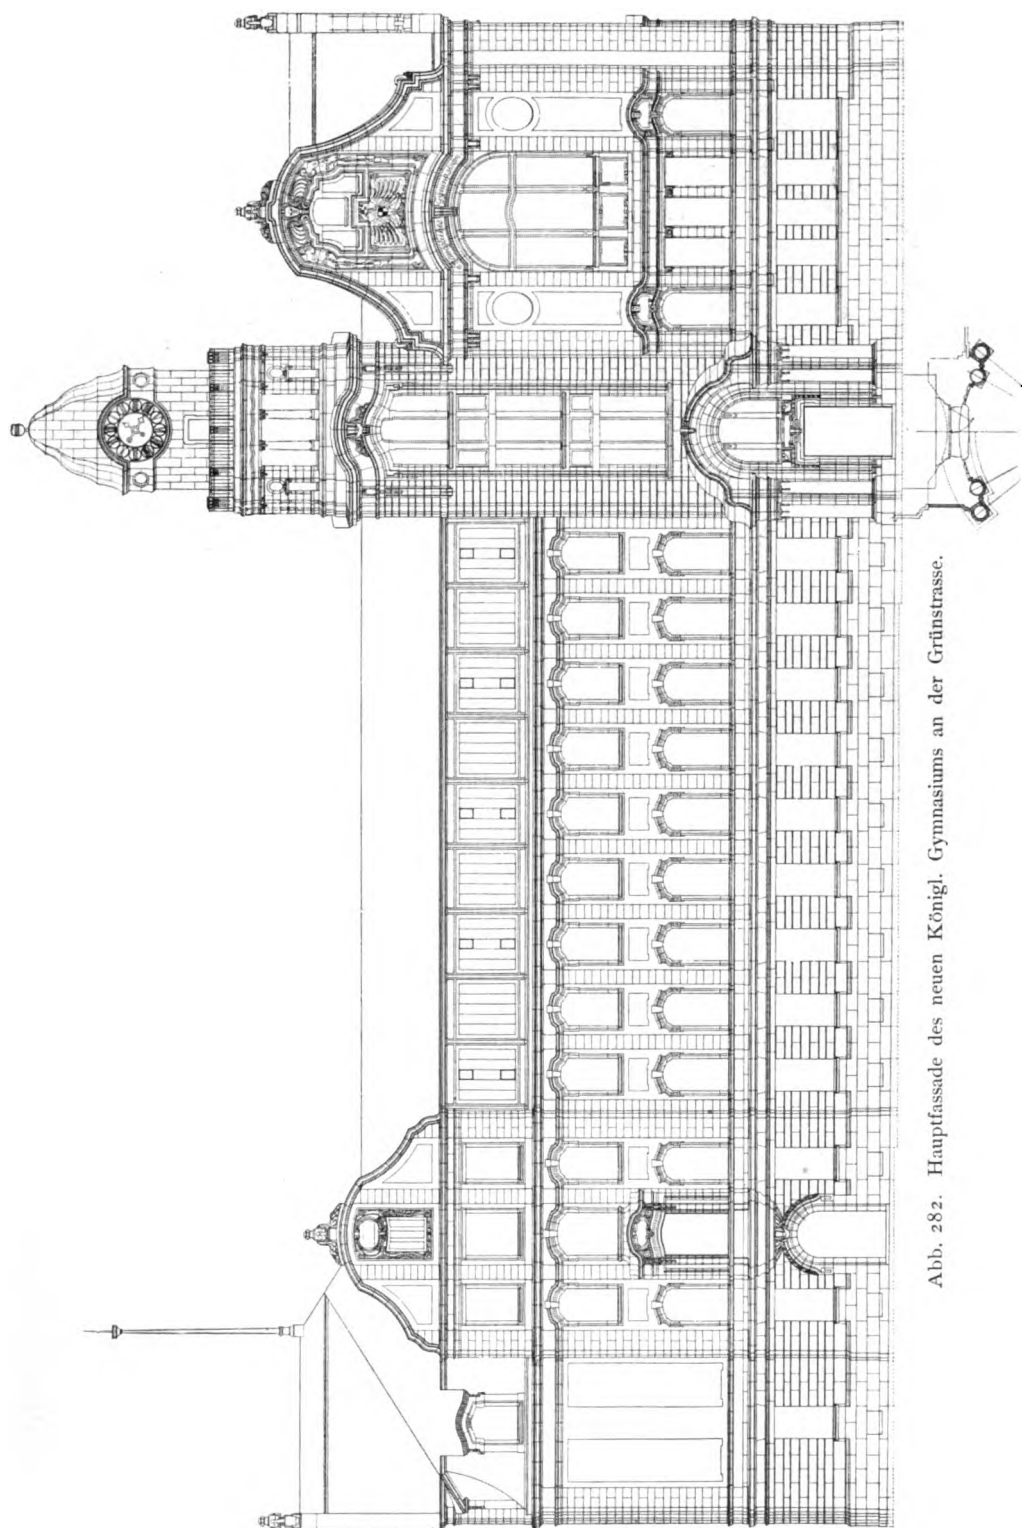 Abb. 282. Hauptfassade des neuen Königl. Gymnasiums an der Grünstrasse.